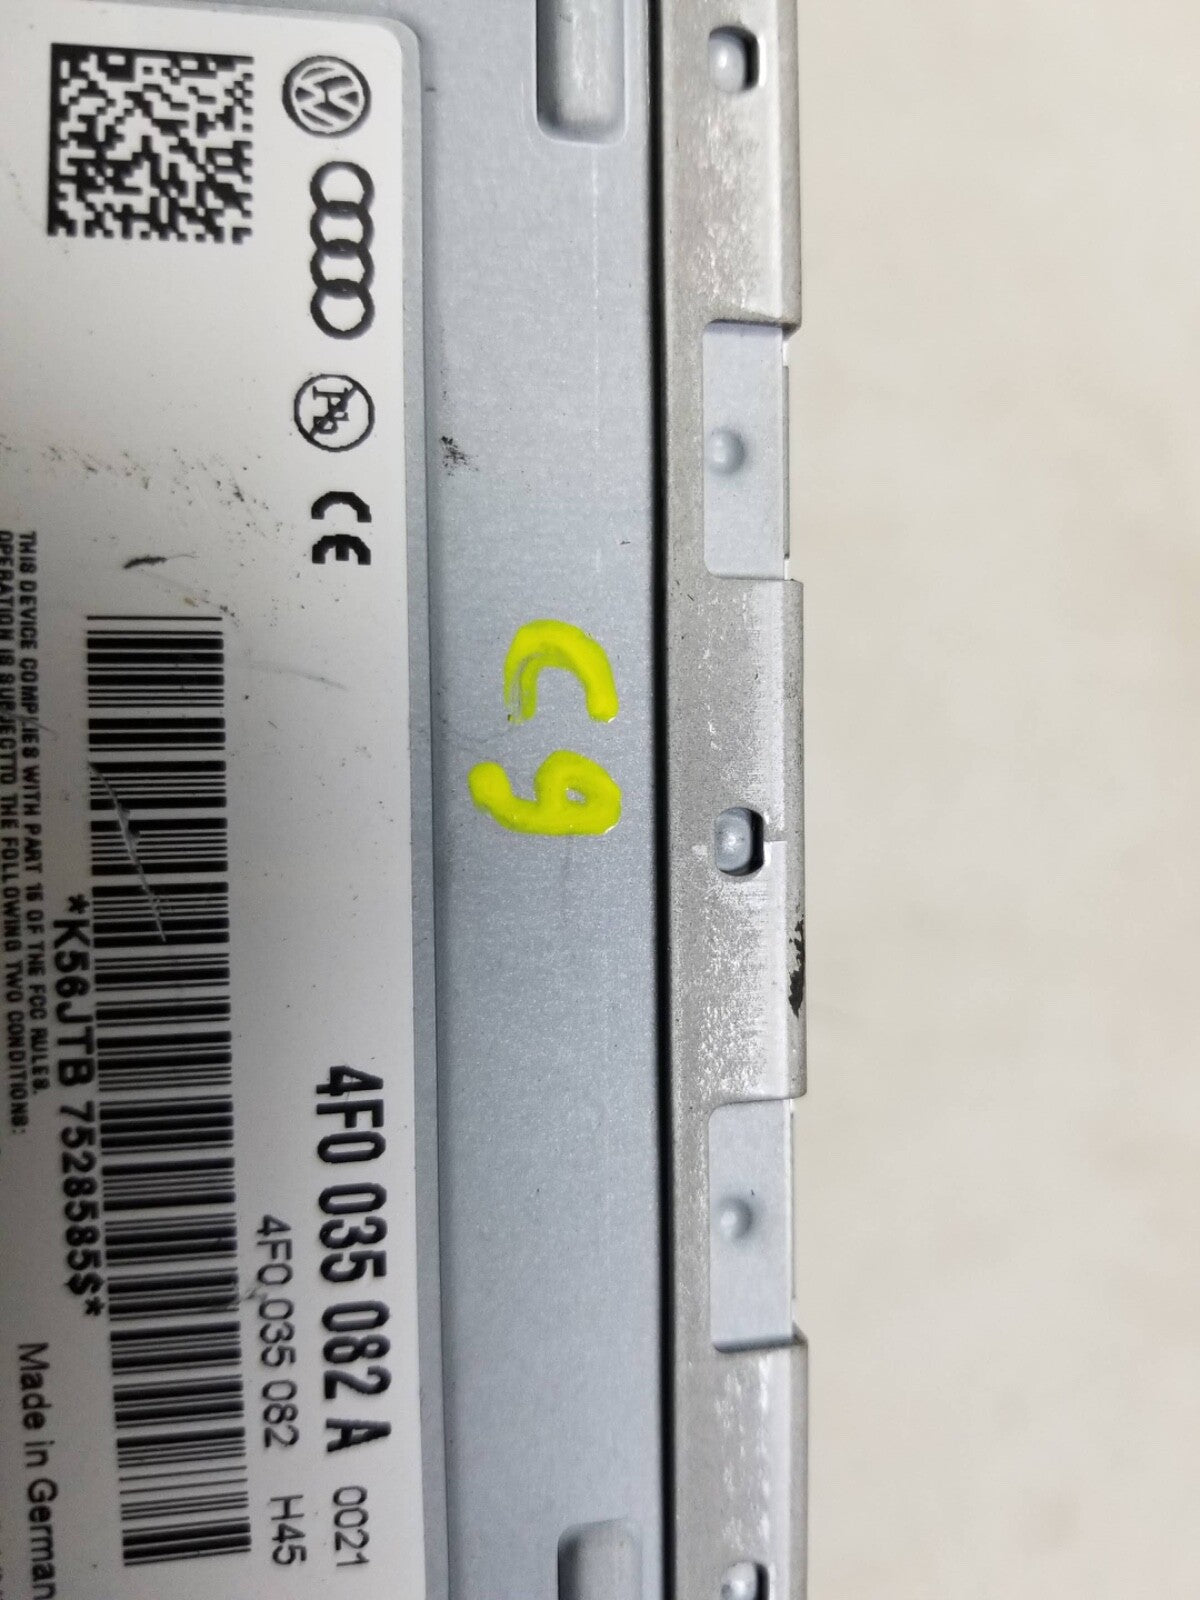 CE
4F0 035 082 A 0021
4F0 035 082 H45
*K56JTB 7528585$*
Made in German
THIS DEVICE COMPLIES WITH PART 15 OF THE FCC RULES.
OPERATION IS SUBJECT TO THE FOLLOWING TWO CONDITIONS:
C9